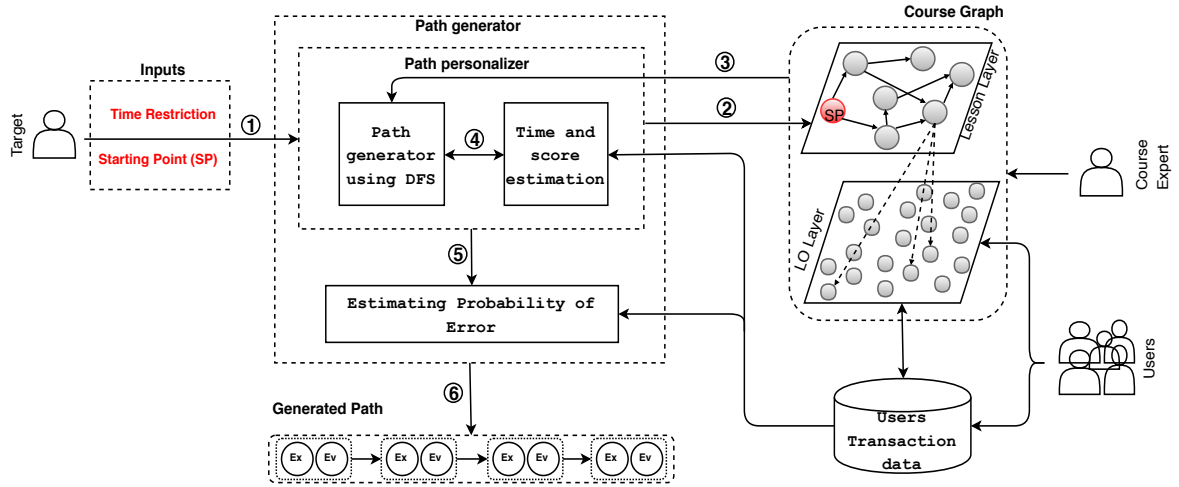 Course Graph
Path generator
Path personalizer
Inputs
Target
Time Restriction
Starting Point (SP)
1
2
3
4
5
6
Path
generator
using DFS
Time and
score
estimation
SP
Lesson Layer
LO Layer
Course
Expert
Estimating Probability of
Error
Users
Users
Transaction
data
Generated Path
Ex Ev Ex Ev Ex Ev Ex Ev